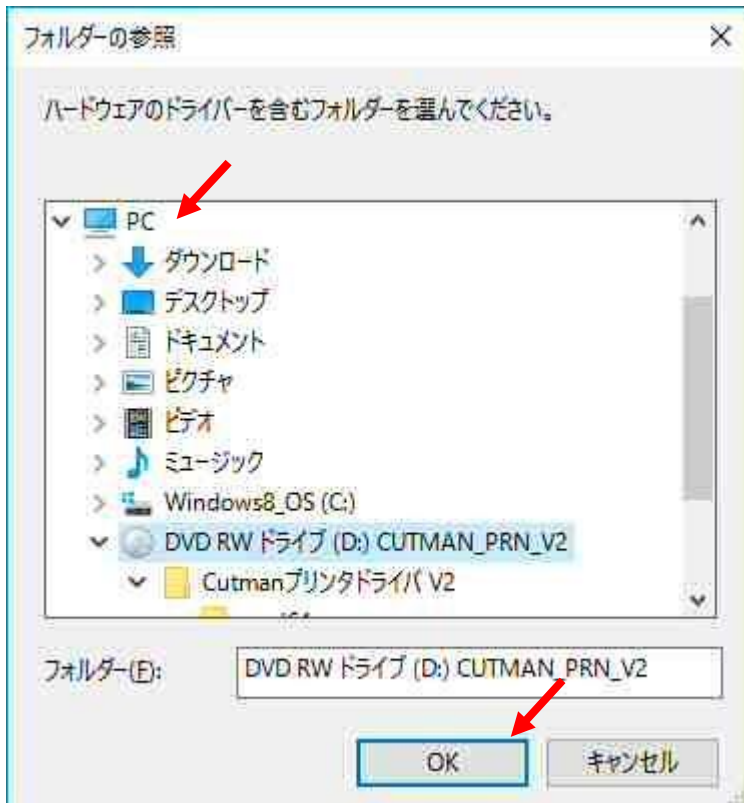 フォルダーの参照
ハードウェアのドライバーを含むフォルダーを選んでください。
PC
ダウンロード
デスクトップ
ドキュメント
ピクチャ
ビデオ
ミュージック
Windows8_OS (C:)
DVD RW ドライブ (D:) CUTMAN_PRN_V2
Cutmanプリンタドライバ V2
フォルダー(F):
DVD RW ドライブ (D:) CUTMAN_PRN_V2
OK
キャンセル